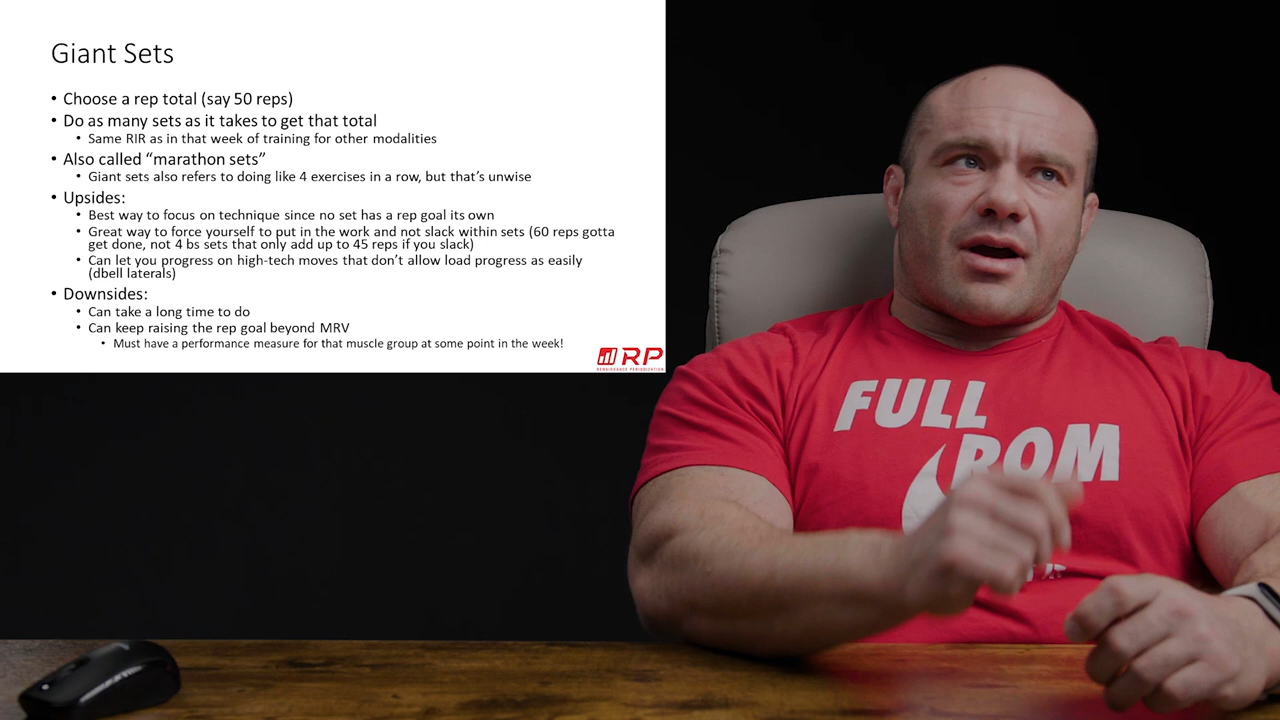 Giant Sets
• Choose a rep total (say 50 reps)
• Do as many sets as it takes to get that total
• Same RIR as in that week of training for other modalities
• Also called “marathon sets”
• Giant sets also refers to doing like 4 exercises in a row, but that’s unwise
• Upsides:
• Best way to focus on technique since no set has a rep goal its own
• Great way to force yourself to put in the work and not slack within sets (60 reps gotta
get done, not 4 bs sets that only add up to 45 reps if you slack)
• Can let you progress on high-tech moves that don’t allow load progress as easily
(dbell laterals)
• Downsides:
• Can take a long time to do
• Can keep raising the rep goal beyond MRV
• Must have a performance measure for that muscle group at some point in the week!
RP
RENAISSANCE PERIODIZATION
FULL
ROM